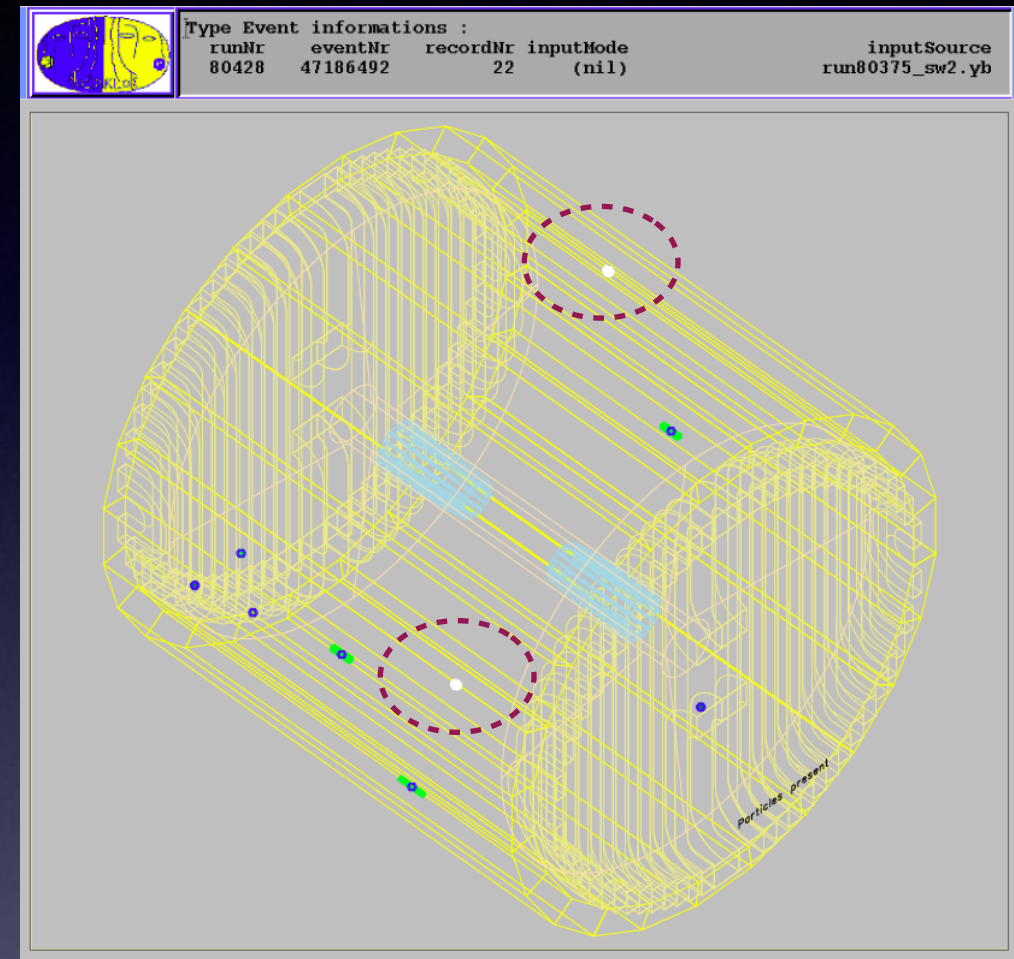 Type Event informations :
runNr eventNr recordNr inputMode inputSource
80428 47186492 22 (nil) run80375_sw2.yb
Particles present